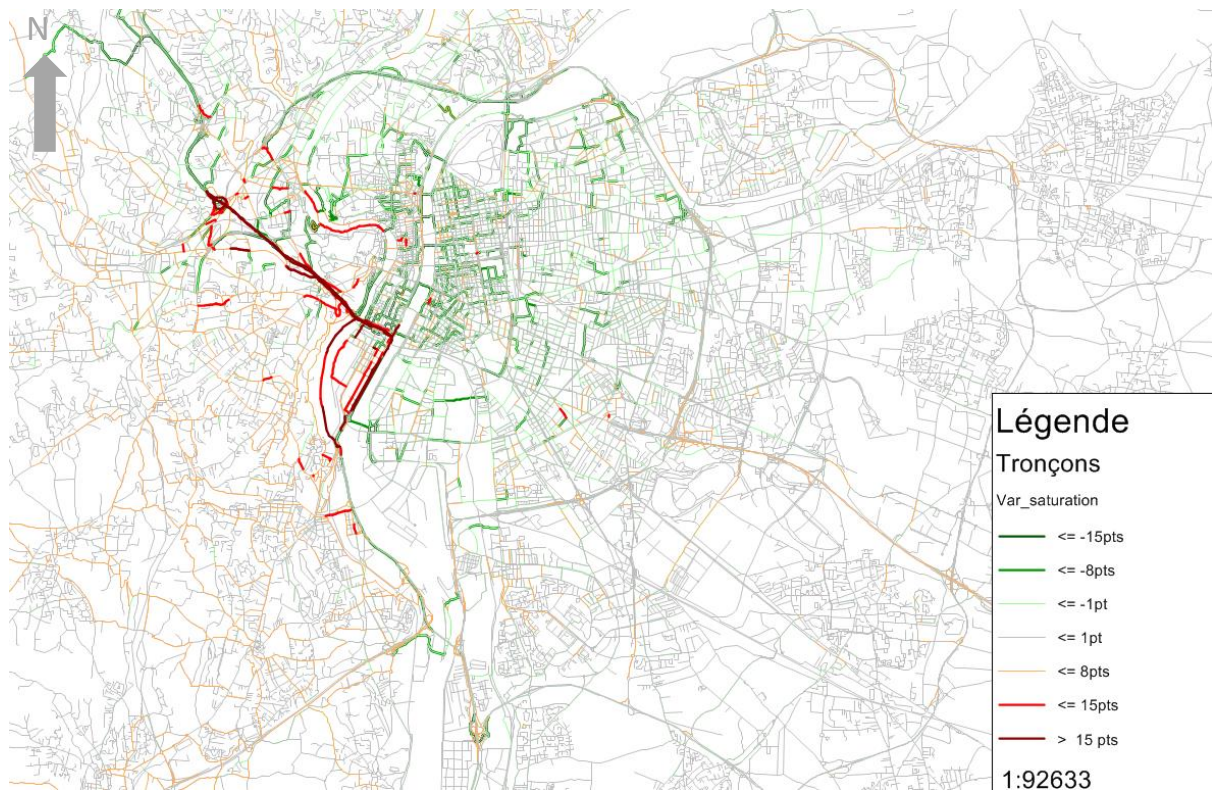 N
Légende
Tronçons
Var_saturation
<= -15pts
<= -8pts
<= -1pt
<= 1pt
<= 8pts
<= 15pts
> 15 pts
1:92633